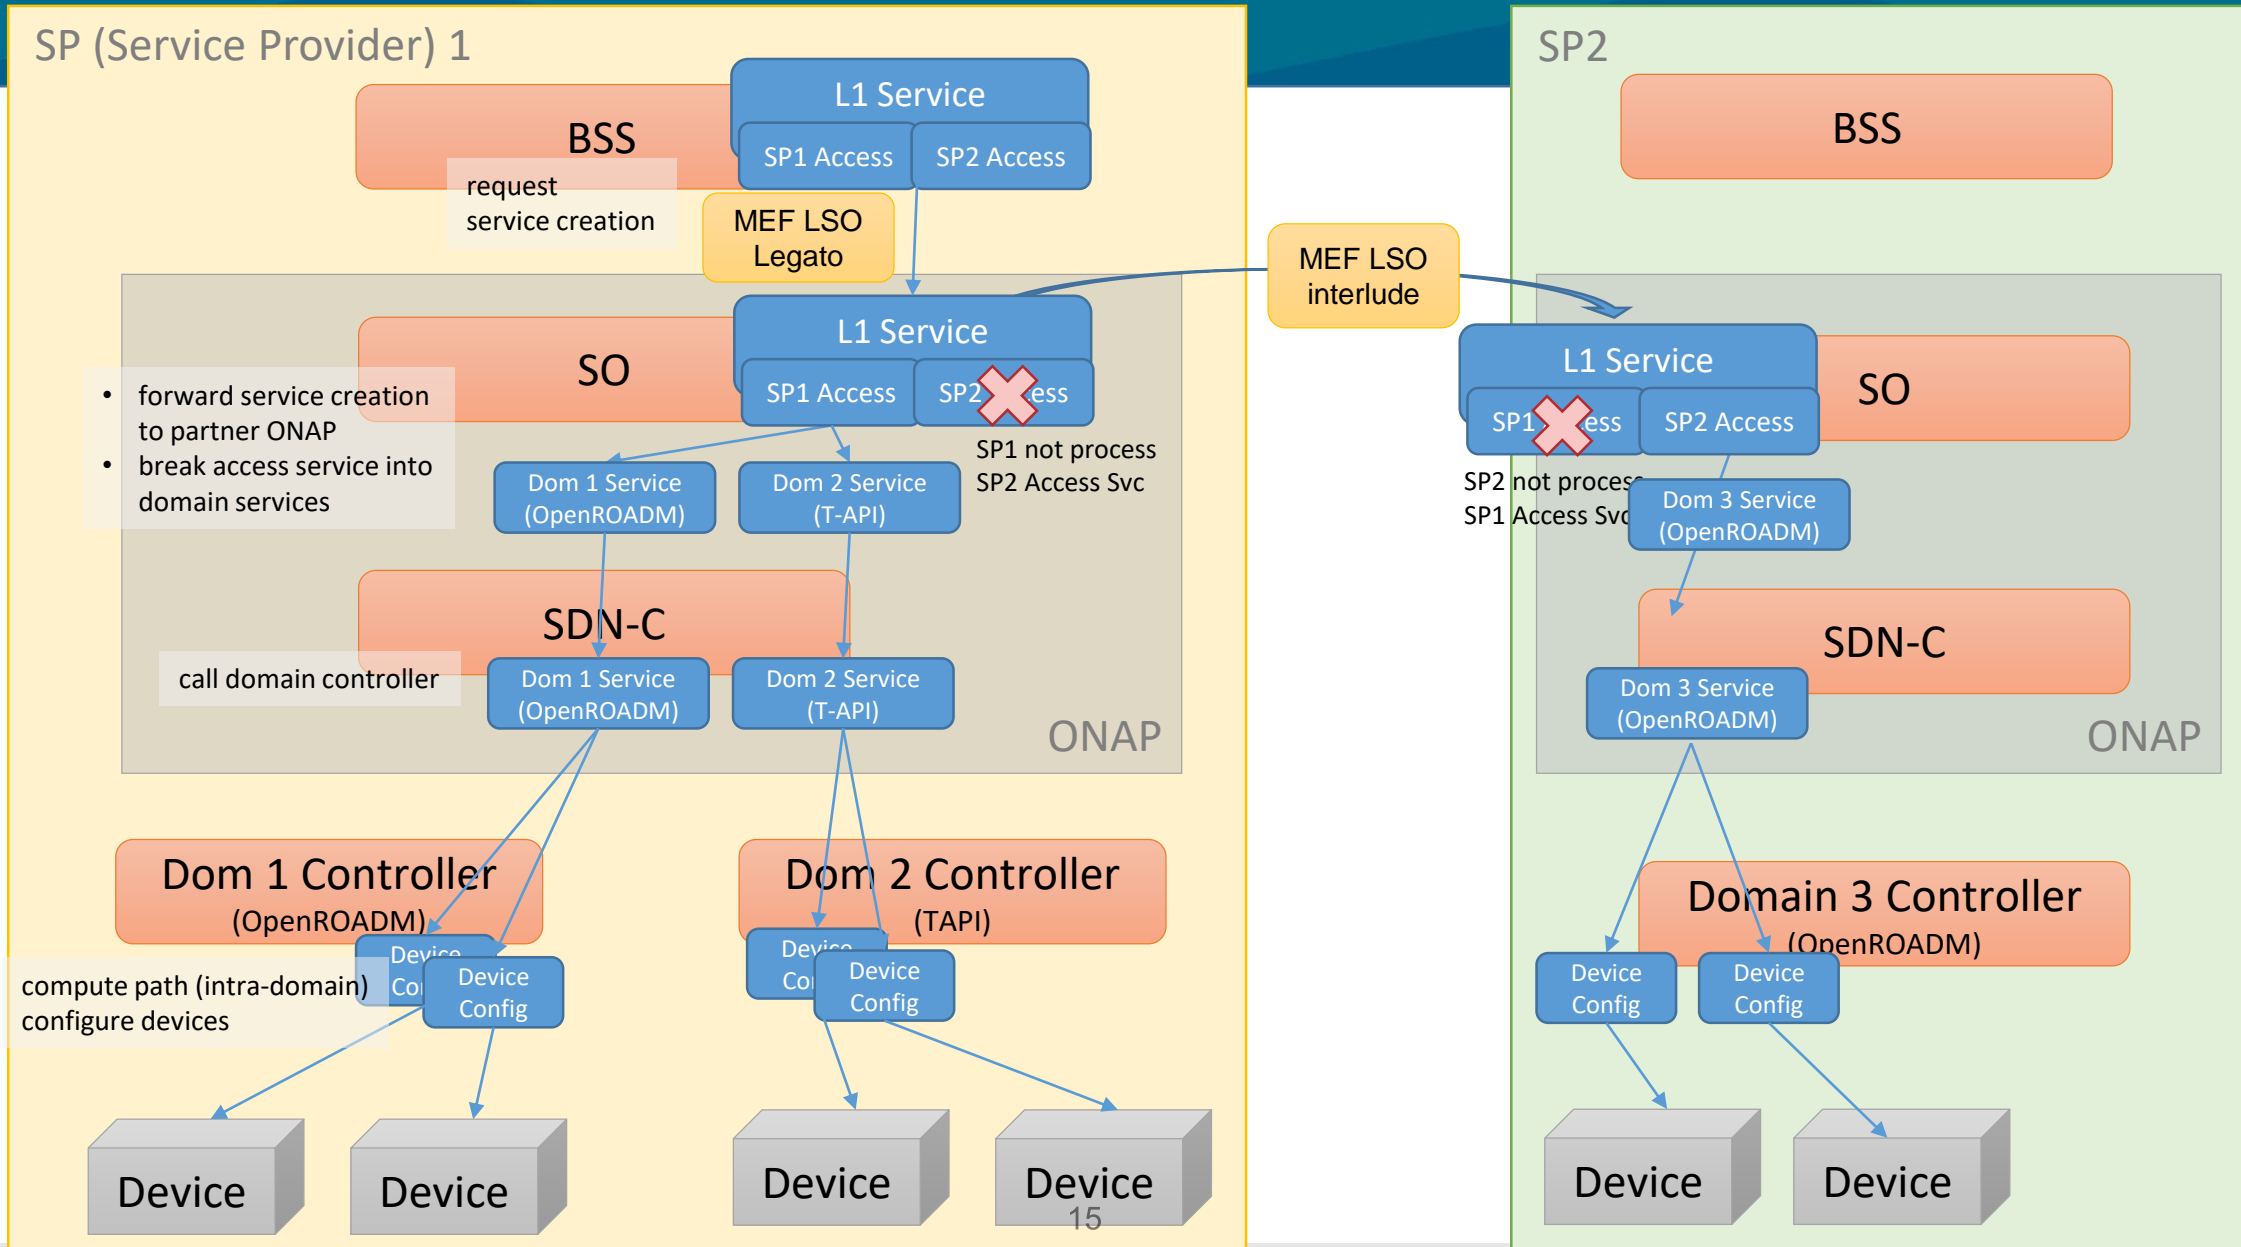 SP (Service Provider) 1
L1 Service
BSS
SP1 Access
SP2 Access
request
service creation
MEF LSO
Legato
L1 Service
SO
SP1 Access
SP2
ess
forward service creation
to partner ONAP
break access service into
domain services
SP1 not process
SP2 Access Svc
Dom 1 Service
(OpenROADM)
Dom 2 Service
(T-API)
SDN-C
call domain controller
Dom 1 Service
(OpenROADM)
Dom 2 Service
(T-API)
ONAP
Dom 1 Controller
(OpenROADM)
Dom 2 Controller
(TAPI)
Device
Device
Config
compute path (intra-domain)
configure devices
Device
Config
Device
Device
Device
Device
15
MEF LSO
interlude
SP2
BSS
L1 Service
SO
SP1
ess
SP2 Access
SP2 not process
SP1 Access Svc
Dom 3 Service
(OpenROADM)
SDN-C
Dom 3 Service
(OpenROADM)
ONAP
Domain 3 Controller
(OpenROADM)
Device
Config
Device
Config
Device
Device